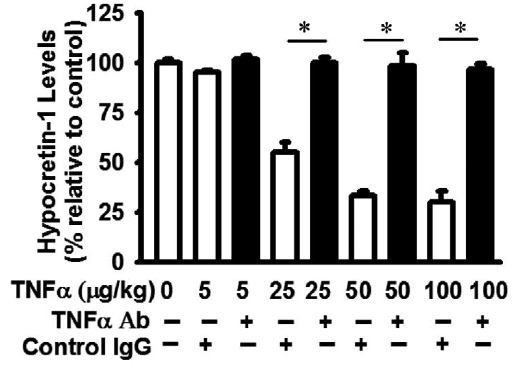 125
* * *
100
75
50
25
0
Hypocretin-1 Levels
(% relative to control)
TNFα (μg/kg) 0 5 5 25 25 50 50 100 100
TNFα Ab − − + − + − + − +
Control IgG − + − + − + − + −